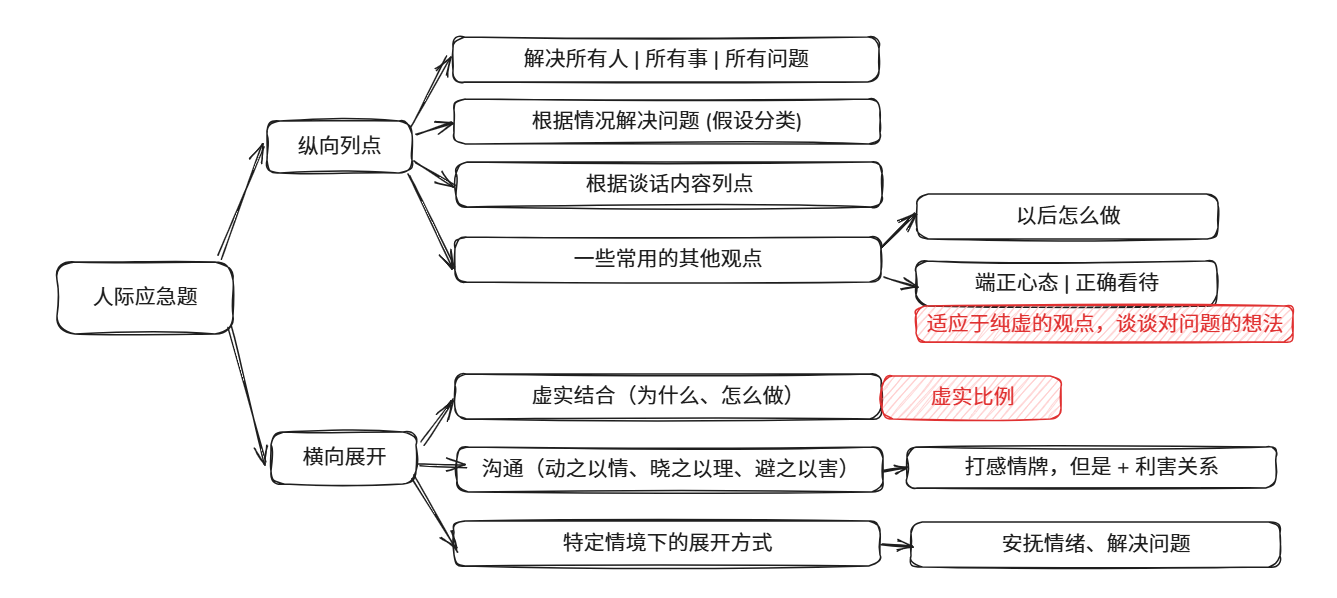 解决所有人 | 所有事 | 所有问题
根据情况解决问题 (假设分类)
纵向列点
根据谈话内容列点
以后怎么做
一些常用的其他观点
端正心态 | 正确看待
人际应急题
适应于纯虚的观点，谈谈对问题的想法
虚实结合（为什么、怎么做）
虚实比例
横向展开
沟通（动之以情、晓之以理、避之以害）
打感情牌，但是 + 利害关系
特定情境下的展开方式
安抚情绪、解决问题